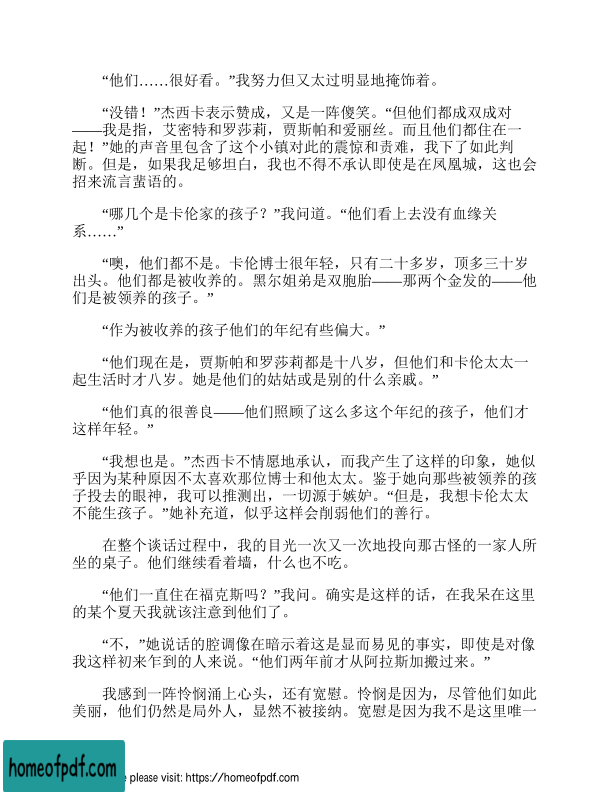 “他们……很好看。”我努力但又太过明显地掩饰着。
“没错！”杰西卡表示赞成，又是一阵傻笑。“但他们都成双成对
——我是指，艾密特和罗莎莉，贾斯帕和爱丽丝。而且他们都住在一
起！”她的声音里包含了这个小镇对此的震惊和责难，我下了如此判
断。但是，如果我足够坦白，我也不得不承认即使是在凤凰城，这也会
招来流言蜚语的。
“哪几个是卡伦家的孩子？”我问道。“他们看上去没有血缘关
系……”
“噢，他们都不是。卡伦博士很年轻，只有二十多岁，顶多三十岁
出头。他们都是被收养的。黑尔姐弟是双胞胎——那两个金发的——他
们是被领养的孩子。”
“作为被收养的孩子他们的年纪有些偏大。”
“他们现在是，贾斯帕和罗莎莉都是十八岁，但他们和卡伦太太一
起生活时才八岁。她是他们的姑姑或是别的什么亲戚。”
“他们真的很善良——他们照顾了这么多这个年纪的孩子，他们才
这样年轻。”
“我想也是。”杰西卡不情愿地承认，而我产生了这样的印象，她似
乎因为某种原因不太喜欢那位博士和他太太。鉴于她向那些被领养的孩
子投去的眼神，我可以推测出，一切源于嫉妒。“但是，我想卡伦太太
不能生孩子。”她补充道，似乎这样会削弱他们的善行。
在整个谈话过程中，我的目光一次又一次地投向那古怪的一家人所
坐的桌子。他们继续看着墙，什么也不吃。
“他们一直住在福克斯吗？”我问。确实是这样的话，在我呆在这里
的某个夏天我就该注意到他们了。
“不，”她说话的腔调像在暗示着这是显而易见的事实，即使是对像
我这样初来乍到的人来说。“他们两年前才从阿拉斯加搬过来。”
我感到一阵怜悯涌上心头，还有宽慰。怜悯是因为，尽管他们如此
美丽，他们仍然是局外人，显然不被接纳。宽慰是因为我不是这里唯一
homeofpdf.com
e please visit: https://homeofpdf.com